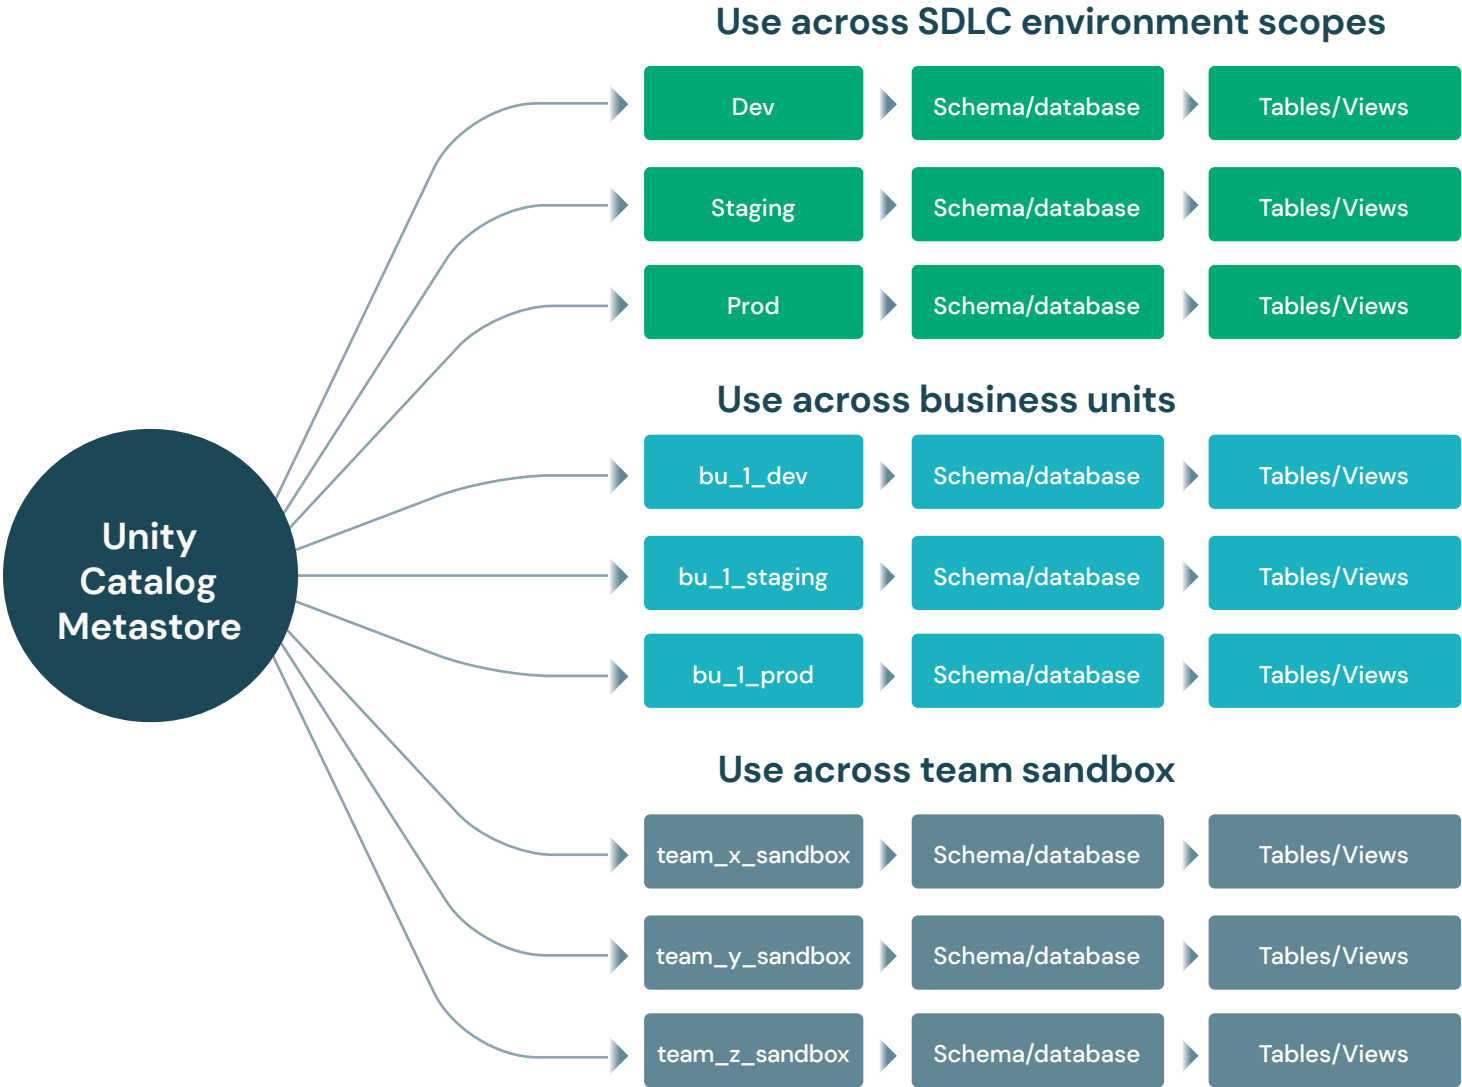 Use across SDLC environment scopes
Dev
Schema/database
Tables/Views
Staging
Schema/database
Tables/Views
Prod
Schema/database
Tables/Views
Unity
Catalog
Metastore
Use across business units
bu_1_dev
Schema/database
Tables/Views
bu_1_staging
Schema/database
Tables/Views
bu_1_prod
Schema/database
Tables/Views
Use across team sandbox
team_x_sandbox
Schema/database
Tables/Views
team_y_sandbox
Schema/database
Tables/Views
team_z_sandbox
Schema/database
Tables/Views